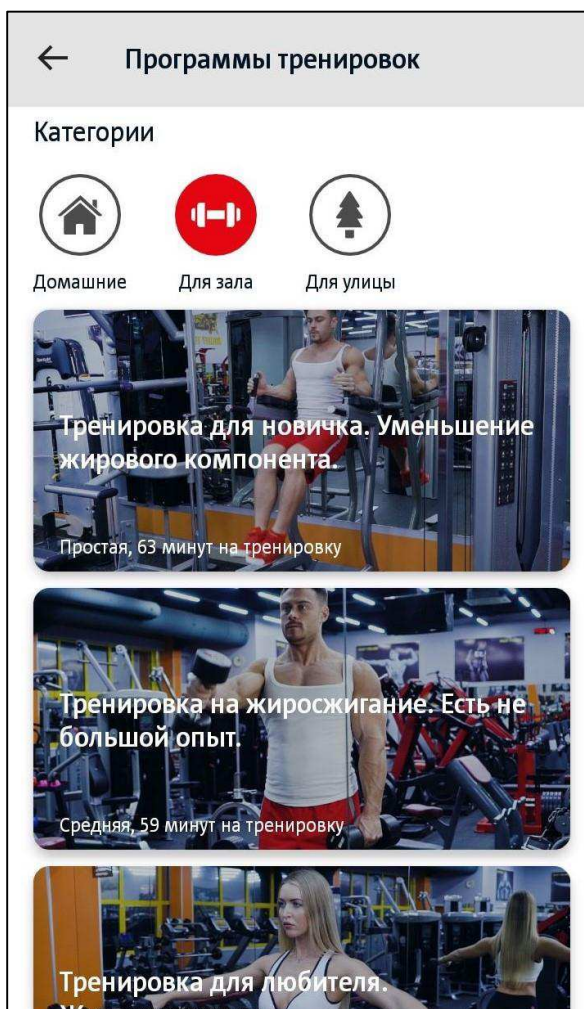 Программы тренировок
Категории
Домашние
Для зала
Для улицы
Тренировка для новичка. Уменьшение
жирового компонента.
Простая, 63 минут на тренировку
Тренировка на жиросжигание. Есть не
большой опыт.
Средняя, 59 минут на тренировку
Тренировка для любителя.